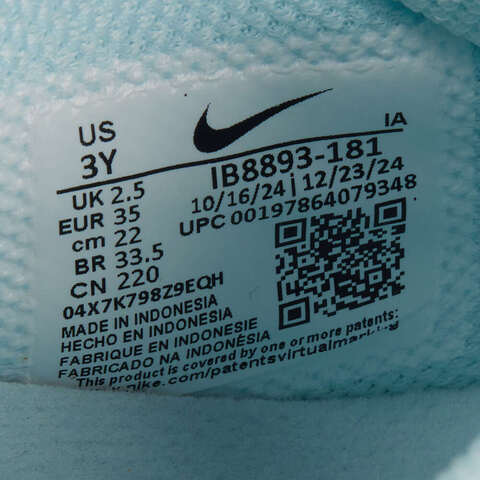 US
3Y
UK 2.5
EUR 35
cm 22
BR 33.5
CN 220
IA
IB8893-181
10/16/24 | 12/23/24
UPC 00197864079348
04X7K798Z9EQH
MADE IN INDONESIA
HECHO EN INDONESIA
FABRIQUE EN INDONESIE
FABRICADO NA INDONÉSIA
This product is covered by one or more patents:
.nike.com/patentsvirtualmarking